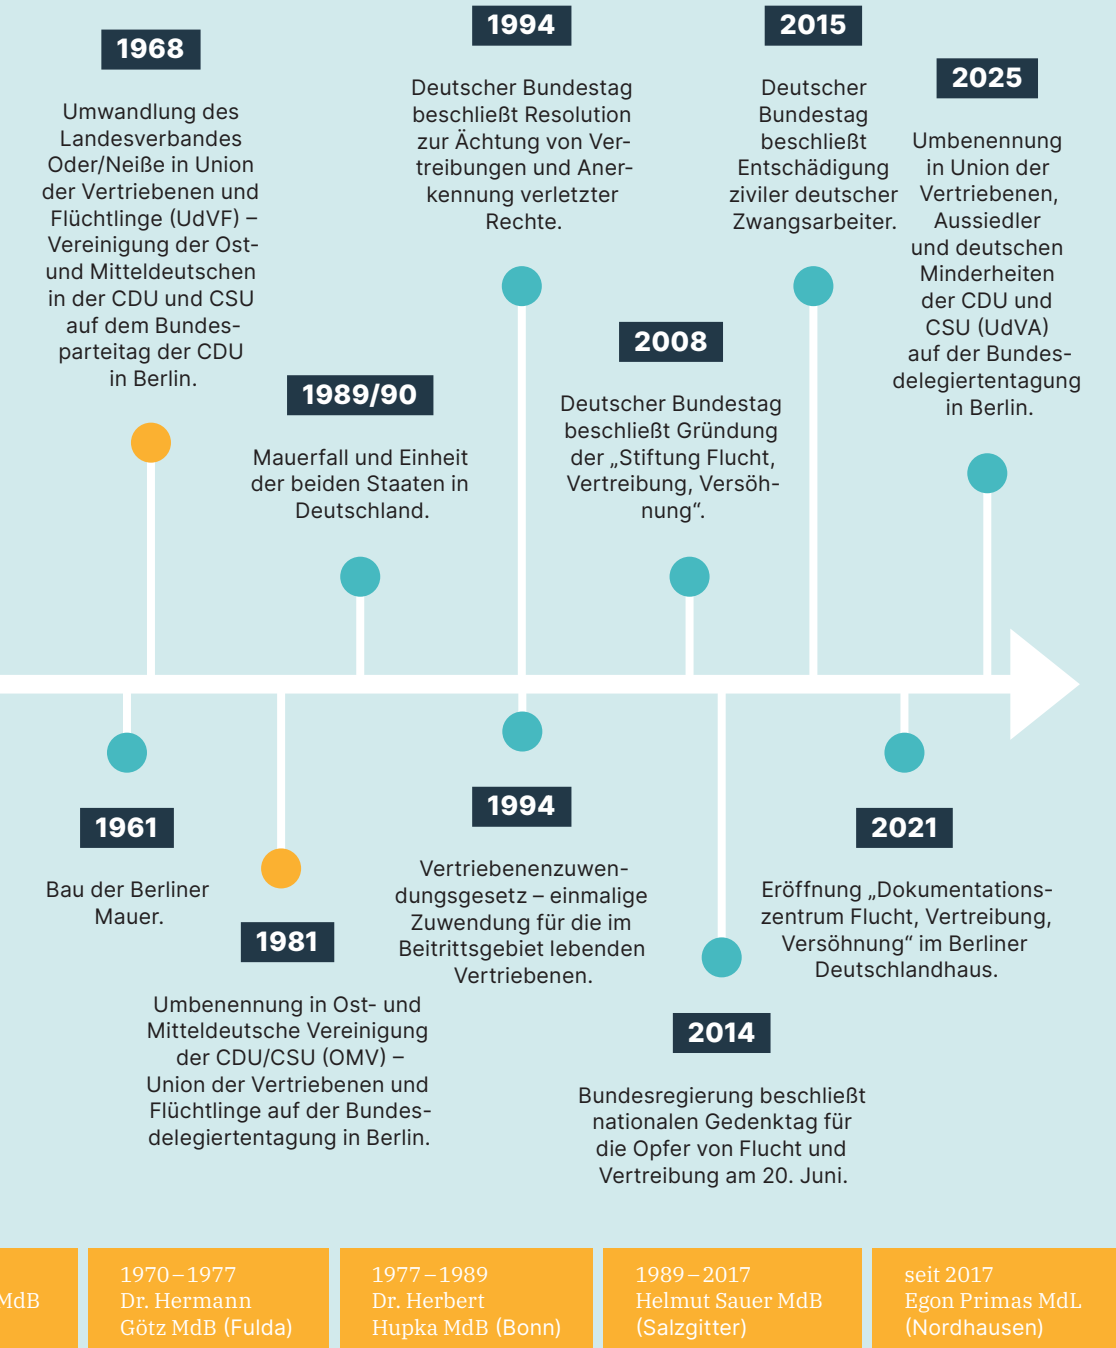 1968
Umwandlung des
Landesverbandes
Oder/Neiße in Union
der Vertriebenen und
Flüchtlinge (UdVF) –
Vereinigung der Ost-
und Mitteldeutschen
in der CDU und CSU
auf dem Bundes-
parteitag der CDU
in Berlin.
1989/90
Mauerfall und Einheit
der beiden Staaten in
Deutschland.
1994
Deutscher Bundestag
beschließt Resolution
zur Ächtung von Ver-
treibungen und Aner-
kennung verletzter
Rechte.
2008
Deutscher Bundestag
beschließt Gründung
der „Stiftung Flucht,
Vertreibung, Versöh-
nung“.
2015
Deutscher
Bundestag
beschließt
Entschädigung
ziviler deutscher
Zwangsarbeiter.
2025
Umbenennung
in Union der
Vertriebenen,
Aussiedler
und deutschen
Minderheiten
der CDU und
CSU (UdVA)
auf der Bundes-
delegiertentagung
in Berlin.
1961
Bau der Berliner
Mauer.
1981
Umbenennung in Ost- und
Mitteldeutsche Vereinigung
der CDU/CSU (OMV) –
Union der Vertriebenen und
Flüchtlinge auf der Bundes-
delegiertentagung in Berlin.
1994
Vertriebenenzuwen-
dungsgesetz – einmalige
Zuwendung für die im
Beitrittsgebiet lebenden
Vertriebenen.
2014
Bundesregierung beschließt
nationalen Gedenktag für
die Opfer von Flucht und
Vertreibung am 20. Juni.
2021
Eröffnung „Dokumentations-
zentrum Flucht, Vertreibung,
Versöhnung“ im Berliner
Deutschlandhaus.
MdB
1970–1977
Dr. Hermann
Götz MdB (Fulda)
1977–1989
Dr. Herbert
Hupka MdB (Bonn)
1989–2017
Helmut Sauer MdB
(Salzgitter)
seit 2017
Egon Primas MdL
(Nordhausen)